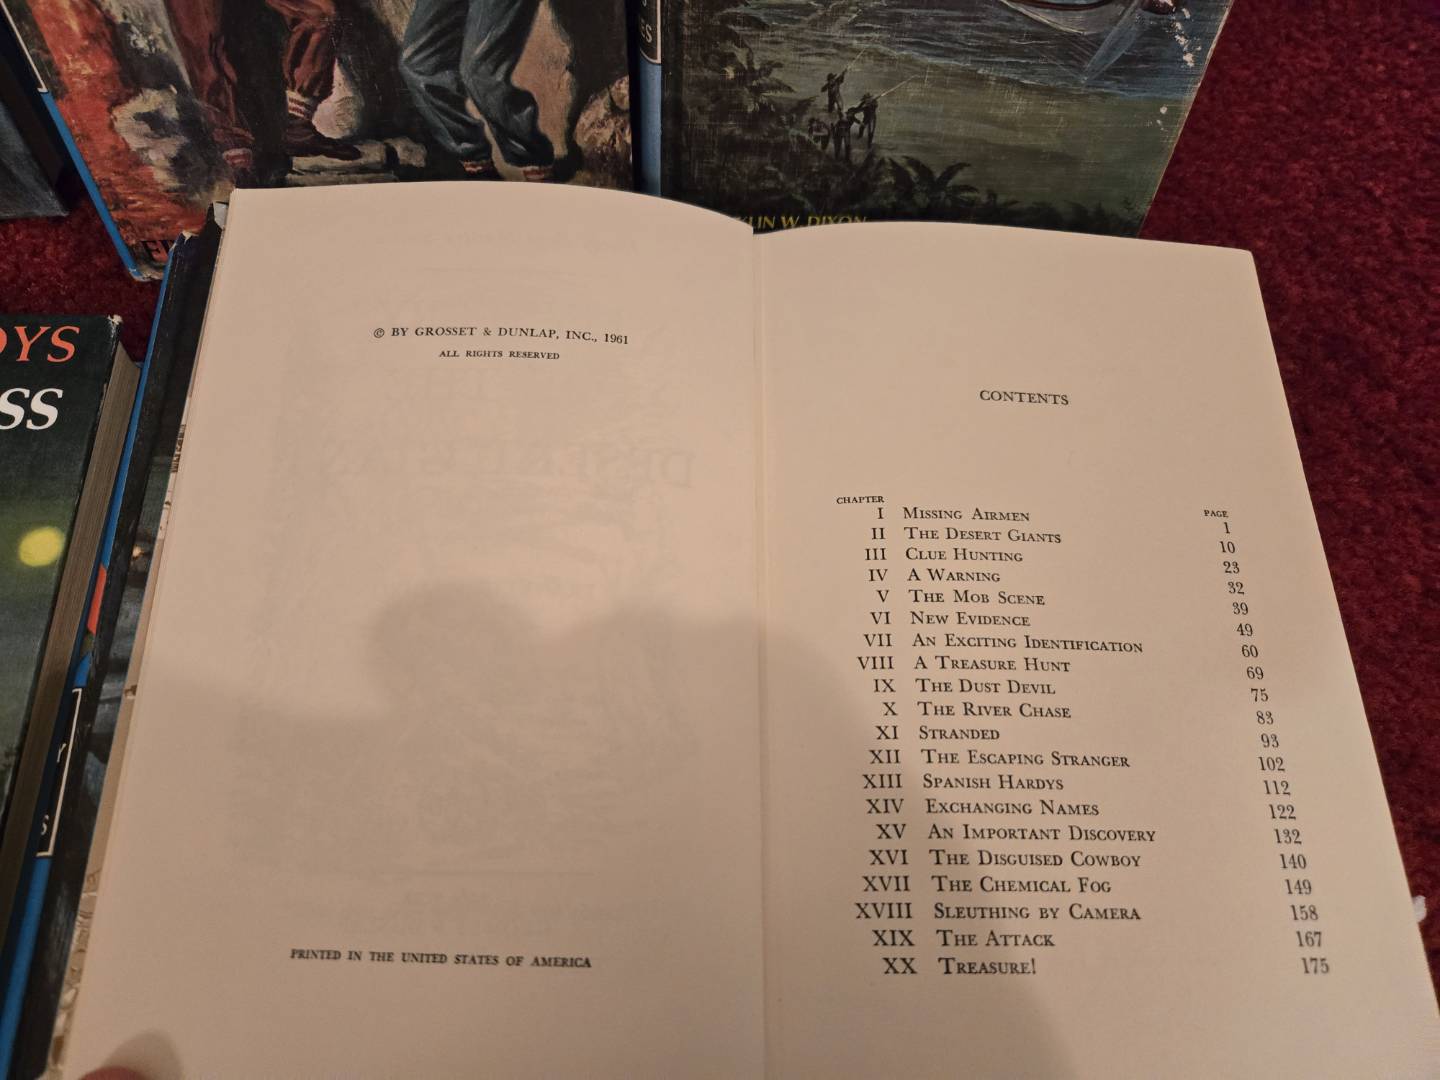 KLIN W. DIXON
OYS
SS
ES
Y
S
© BY GROSSET & DUNLAP, INC., 1961
ALL RIGHTS RESERVED
PRINTED IN THE UNITED STATES OF AMERICA
CONTENTS
CHAPTER PAGE
I MISSING AIRMEN 1
II THE DESERT GIANTS 10
III CLUE HUNTING 23
IV A WARNING 32
V THE MOB SCENE 39
VI NEW EVIDENCE 49
VII AN EXCITING IDENTIFICATION 60
VIII A TREASURE HUNT 69
IX THE DUST DEVIL 75
X THE RIVER CHASE 83
XI STRANDED 93
XII THE ESCAPING STRANGER 102
XIII SPANISH HARDYS 112
XIV EXCHANGING NAMES 122
XV AN IMPORTANT DISCOVERY 132
XVI THE DISGUISED COWBOY 140
XVII THE CHEMICAL FOG 149
XVIII SLEUTHING BY CAMERA 158
XIX THE ATTACK 167
XX TREASURE! 175